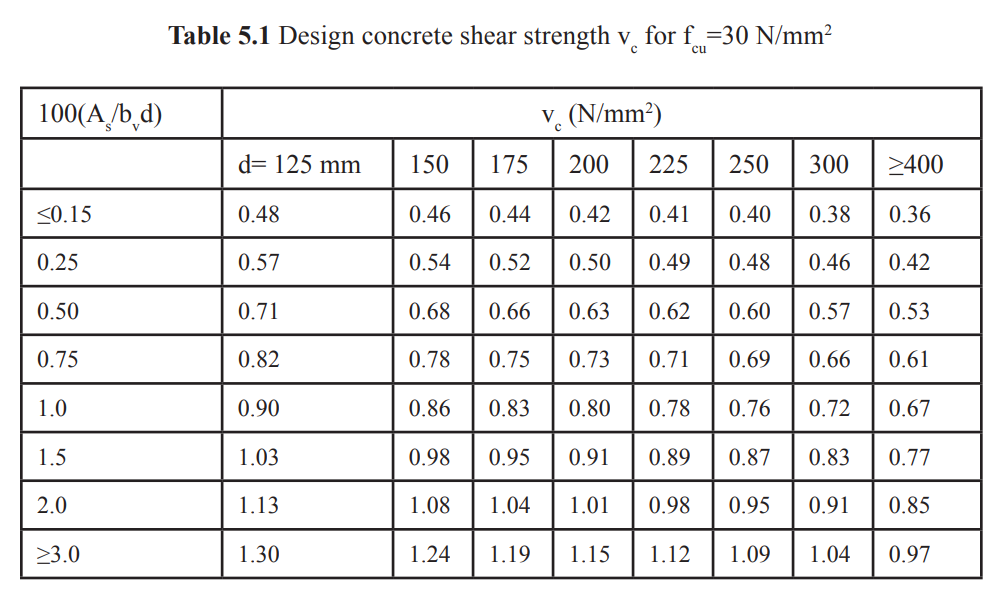 Table 5.1 Design concrete shear strength vc for fcu=30 N/mm²
100(As/bvd) vc (N/mm²)
d= 125 mm 150 175 200 225 250 300 ≥400
≤0.15 0.48 0.46 0.44 0.42 0.41 0.40 0.38 0.36
0.25 0.57 0.54 0.52 0.50 0.49 0.48 0.46 0.42
0.50 0.71 0.68 0.66 0.63 0.62 0.60 0.57 0.53
0.75 0.82 0.78 0.75 0.73 0.71 0.69 0.66 0.61
1.0 0.90 0.86 0.83 0.80 0.78 0.76 0.72 0.67
1.5 1.03 0.98 0.95 0.91 0.89 0.87 0.83 0.77
2.0 1.13 1.08 1.04 1.01 0.98 0.95 0.91 0.85
≥3.0 1.30 1.24 1.19 1.15 1.12 1.09 1.04 0.97